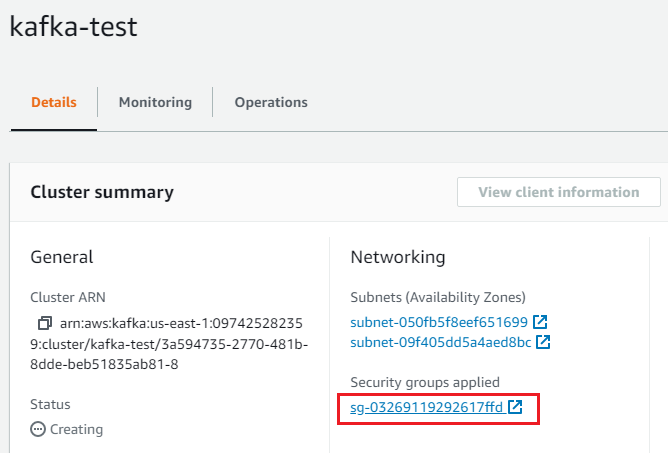 kafka-test
Details
Monitoring
Operations
Cluster summary
View client information
General
Cluster ARN
arn:aws:kafka:us-east-1:09742528235
9:cluster/kafka-test/3a594735-2770-481b-
8dde-beb51835ab81-8
Status
Creating
Networking
Subnets (Availability Zones)
subnet-050fb5f8eef651699
subnet-09f405dd5a4aed8bc
Security groups applied
sg-03269119292617ffd